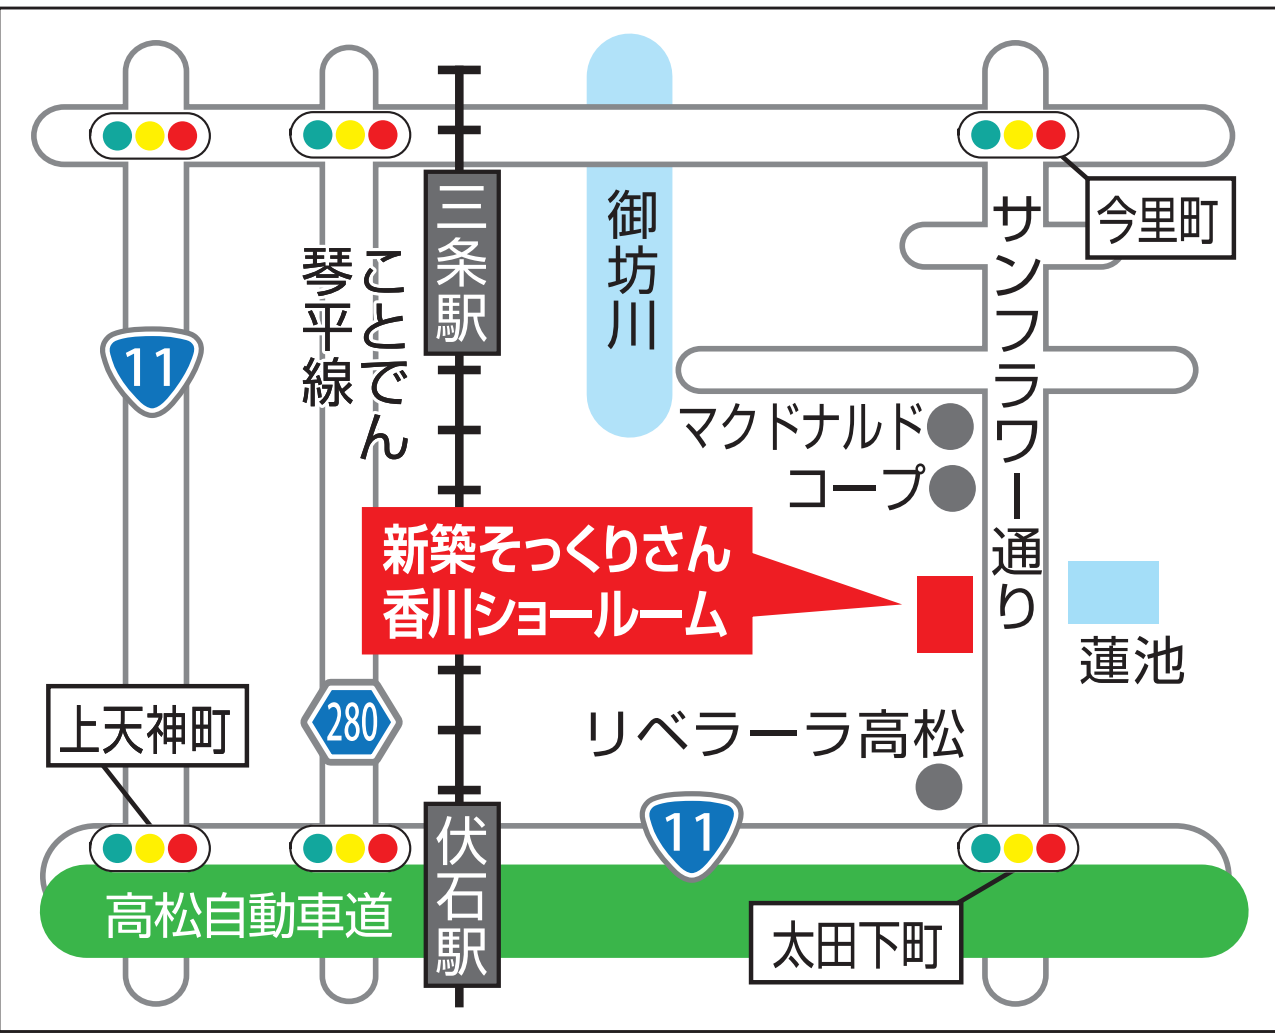 今里町
三条駅
御坊川
サンフラワー通り
ことでん
琴平線
11
マクドナルド
コープ
新築そっくりさん
香川ショールーム
蓮池
上天神町
280
リベラーラ高松
11
伏石駅
高松自動車道
太田下町